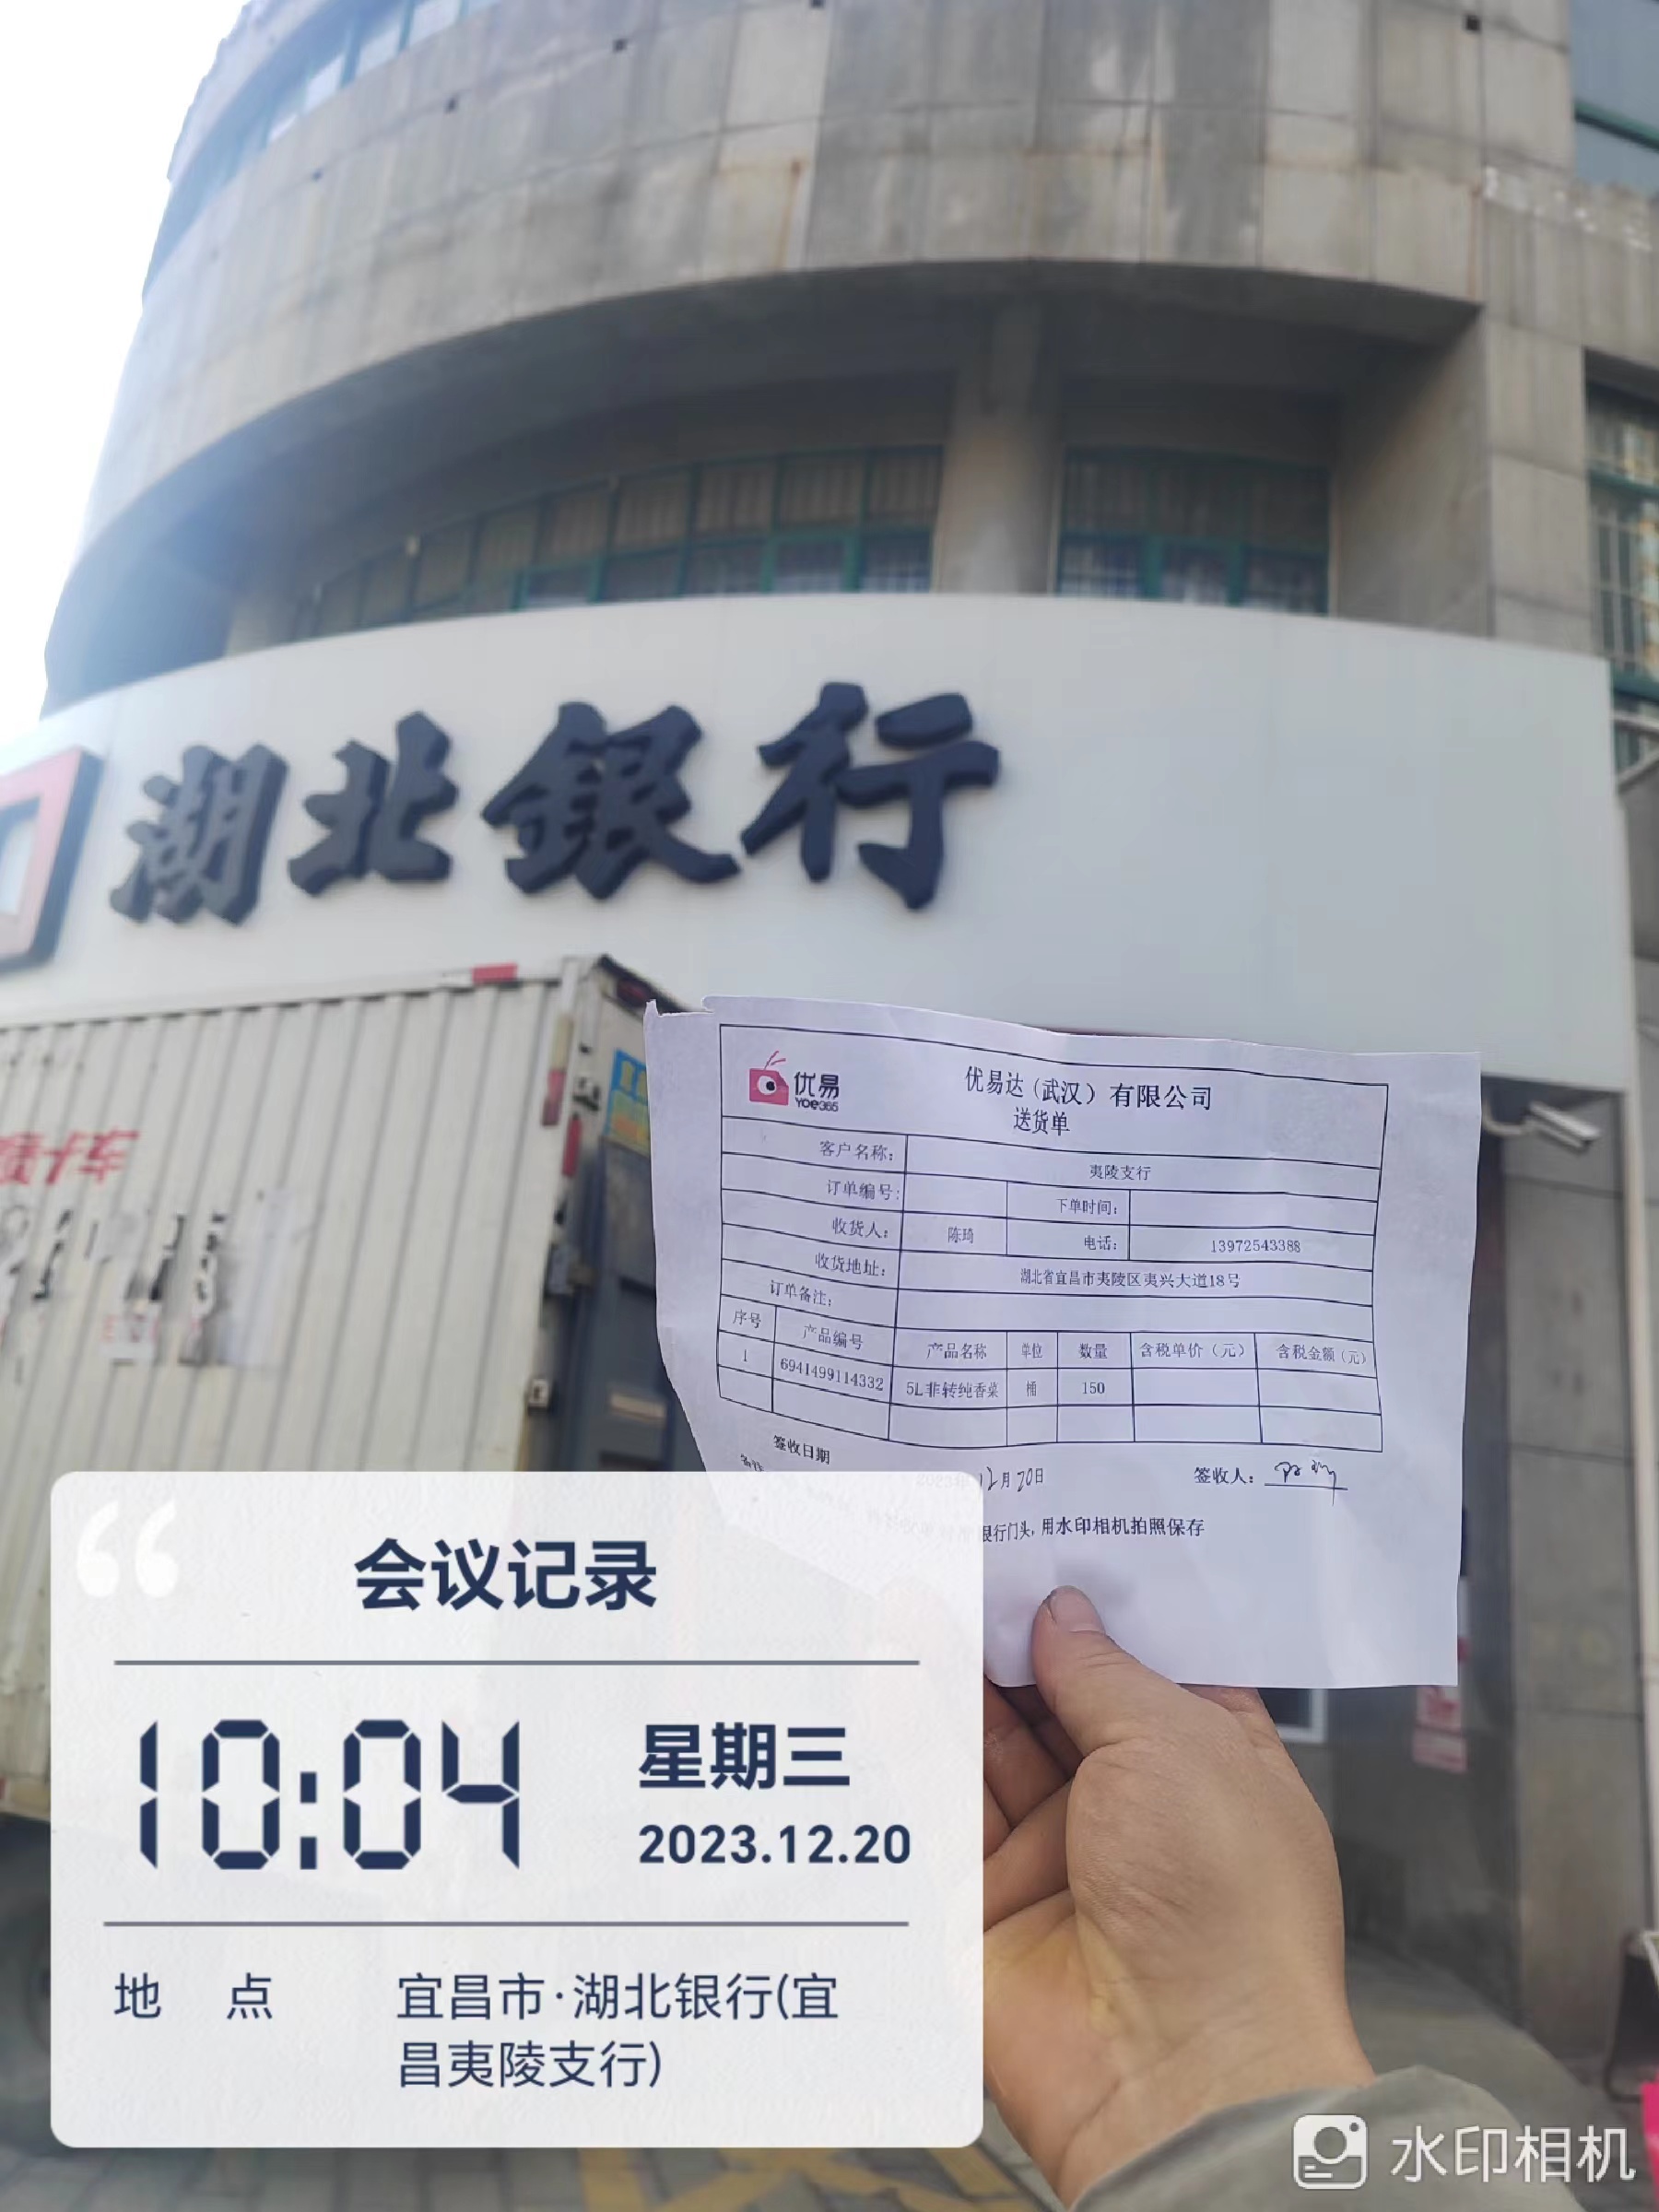 湖北銀行
优易
yoe365
优易达（武汉）有限公司
送货单
客户名称： 夷陵支行
订单编号： 下单时间：
收货人： 陈琦 电话： 13972543388
收货地址： 湖北省宜昌市夷陵区夷兴大道18号
订单备注：
序号 产品编号 产品名称 单位 数量 含税单价（元） 含税金额（元）
1 6941499114332 5L非转纯香菜 桶 150
签收日期 12月20日 签收人：
银行门头，用水印相机拍照保存
会议记录
10:04 星期三
2023.12.20
地 点 宜昌市·湖北银行(宜
昌夷陵支行)
水印相机